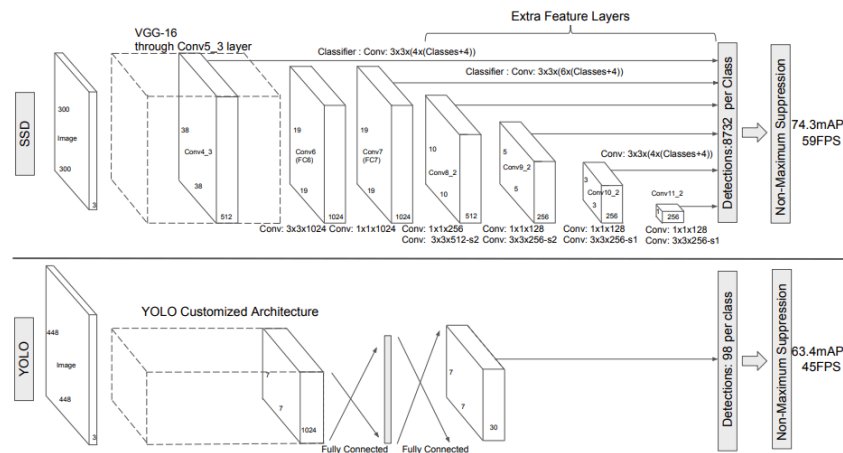 Extra Feature Layers
VGG-16
through Conv5_3 layer
Classifier : Conv: 3x3x(4x(Classes+4))
Classifier : Conv: 3x3x(6x(Classes+4))
SSD
300
Image
300
3
38
Conv4_3
38
512
19
Conv6
(FC6)
19
1024
19
Conv7
(FC7)
19
1024
10
Conv8_2
10
512
5
Conv9_2
5
256
Conv: 3x3x(4x(Classes+4))
3
Conv10_2
3
256
Conv11_2
1
256
Detections:8732 per Class
Non-Maximum Suppression
74.3mAP
59FPS
Conv: 3x3x1024
Conv: 1x1x1024
Conv: 1x1x256
Conv: 3x3x512-s2
Conv: 1x1x128
Conv: 3x3x256-s2
Conv: 1x1x128
Conv: 3x3x256-s1
Conv: 1x1x128
Conv: 3x3x256-s1
YOLO
448
Image
448
3
YOLO Customized Architecture
7
7
1024
Fully Connected
Fully Connected
7
7
30
Detections: 98 per class
Non-Maximum Suppression
63.4mAP
45FPS